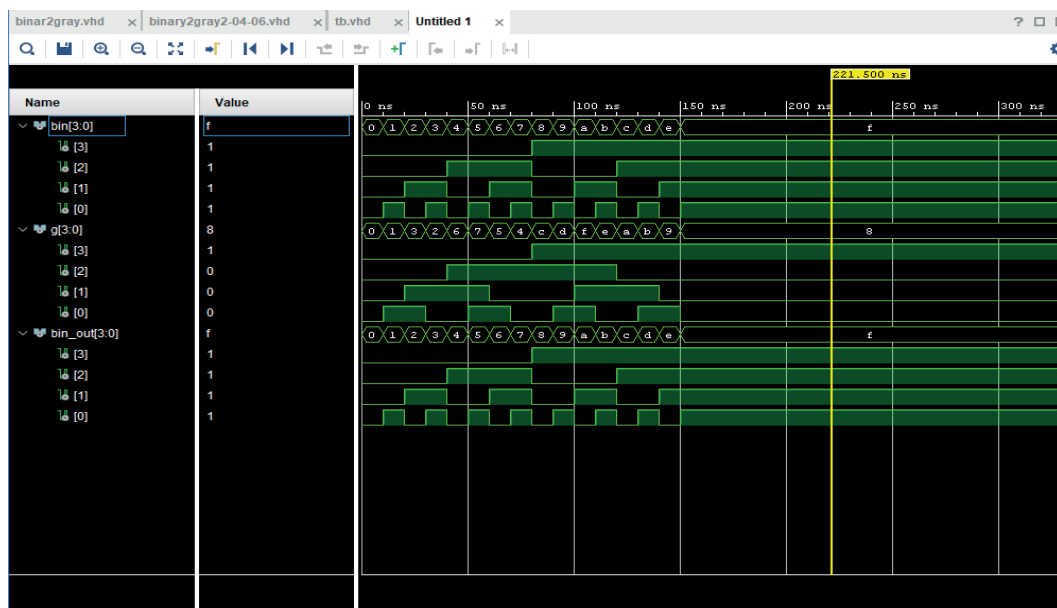 binar2gray.vhd × binary2gray2-04-06.vhd × tb.vhd × Untitled 1 × ?
221.500 ns
Name Value 0 ns 50 ns 100 ns 150 ns 200 ns 250 ns 300 ns
bin[3:0] f 0 1 2 3 4 5 6 7 8 9 a b c d e f
[3] 1
[2] 1
[1] 1
[0] 1
g[3:0] 8 0 1 3 2 6 7 5 4 c d f e a b 9 8
[3] 1
[2] 0
[1] 0
[0] 0
bin_out[3:0] f 0 1 2 3 4 5 6 7 8 9 a b c d e f
[3] 1
[2] 1
[1] 1
[0] 1